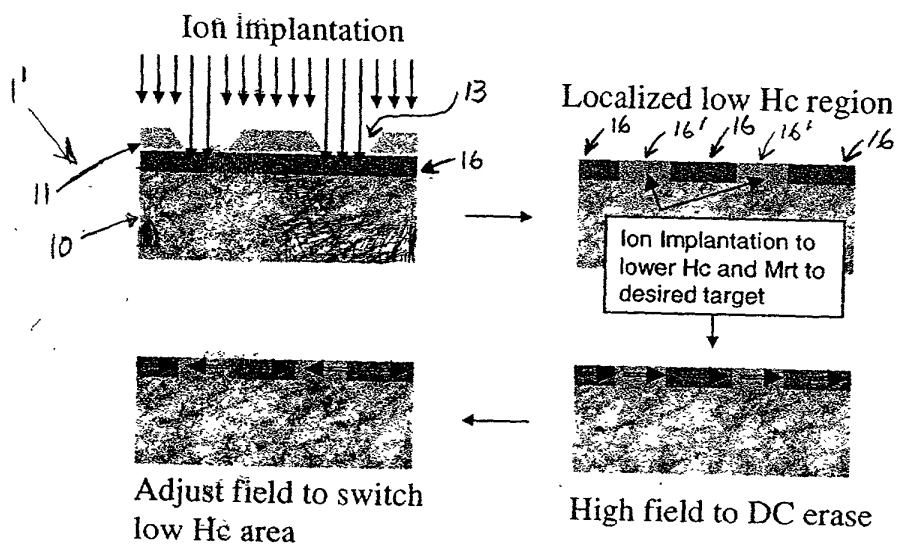 Ion implantation
1'
13
16
11
10
Localized low Hc region
16 16' 16 16' 16
Ion Implantation to
lower Hc and Mrt to
desired target
Adjust field to switch
low Hc area
High field to DC erase